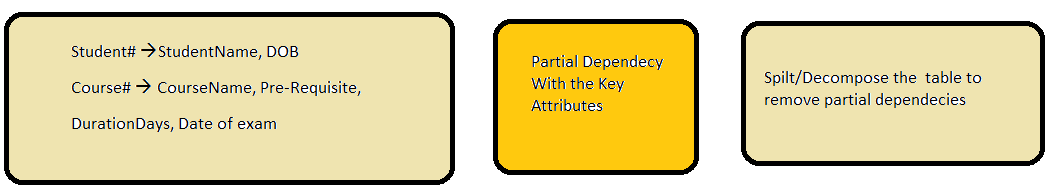 Student# →StudentName, DOB
Course# → CourseName, Pre-Requisite,
DurationDays, Date of exam
Partial Dependecy
With the Key
Attributes
Spilt/Decompose the table to
remove partial dependecies